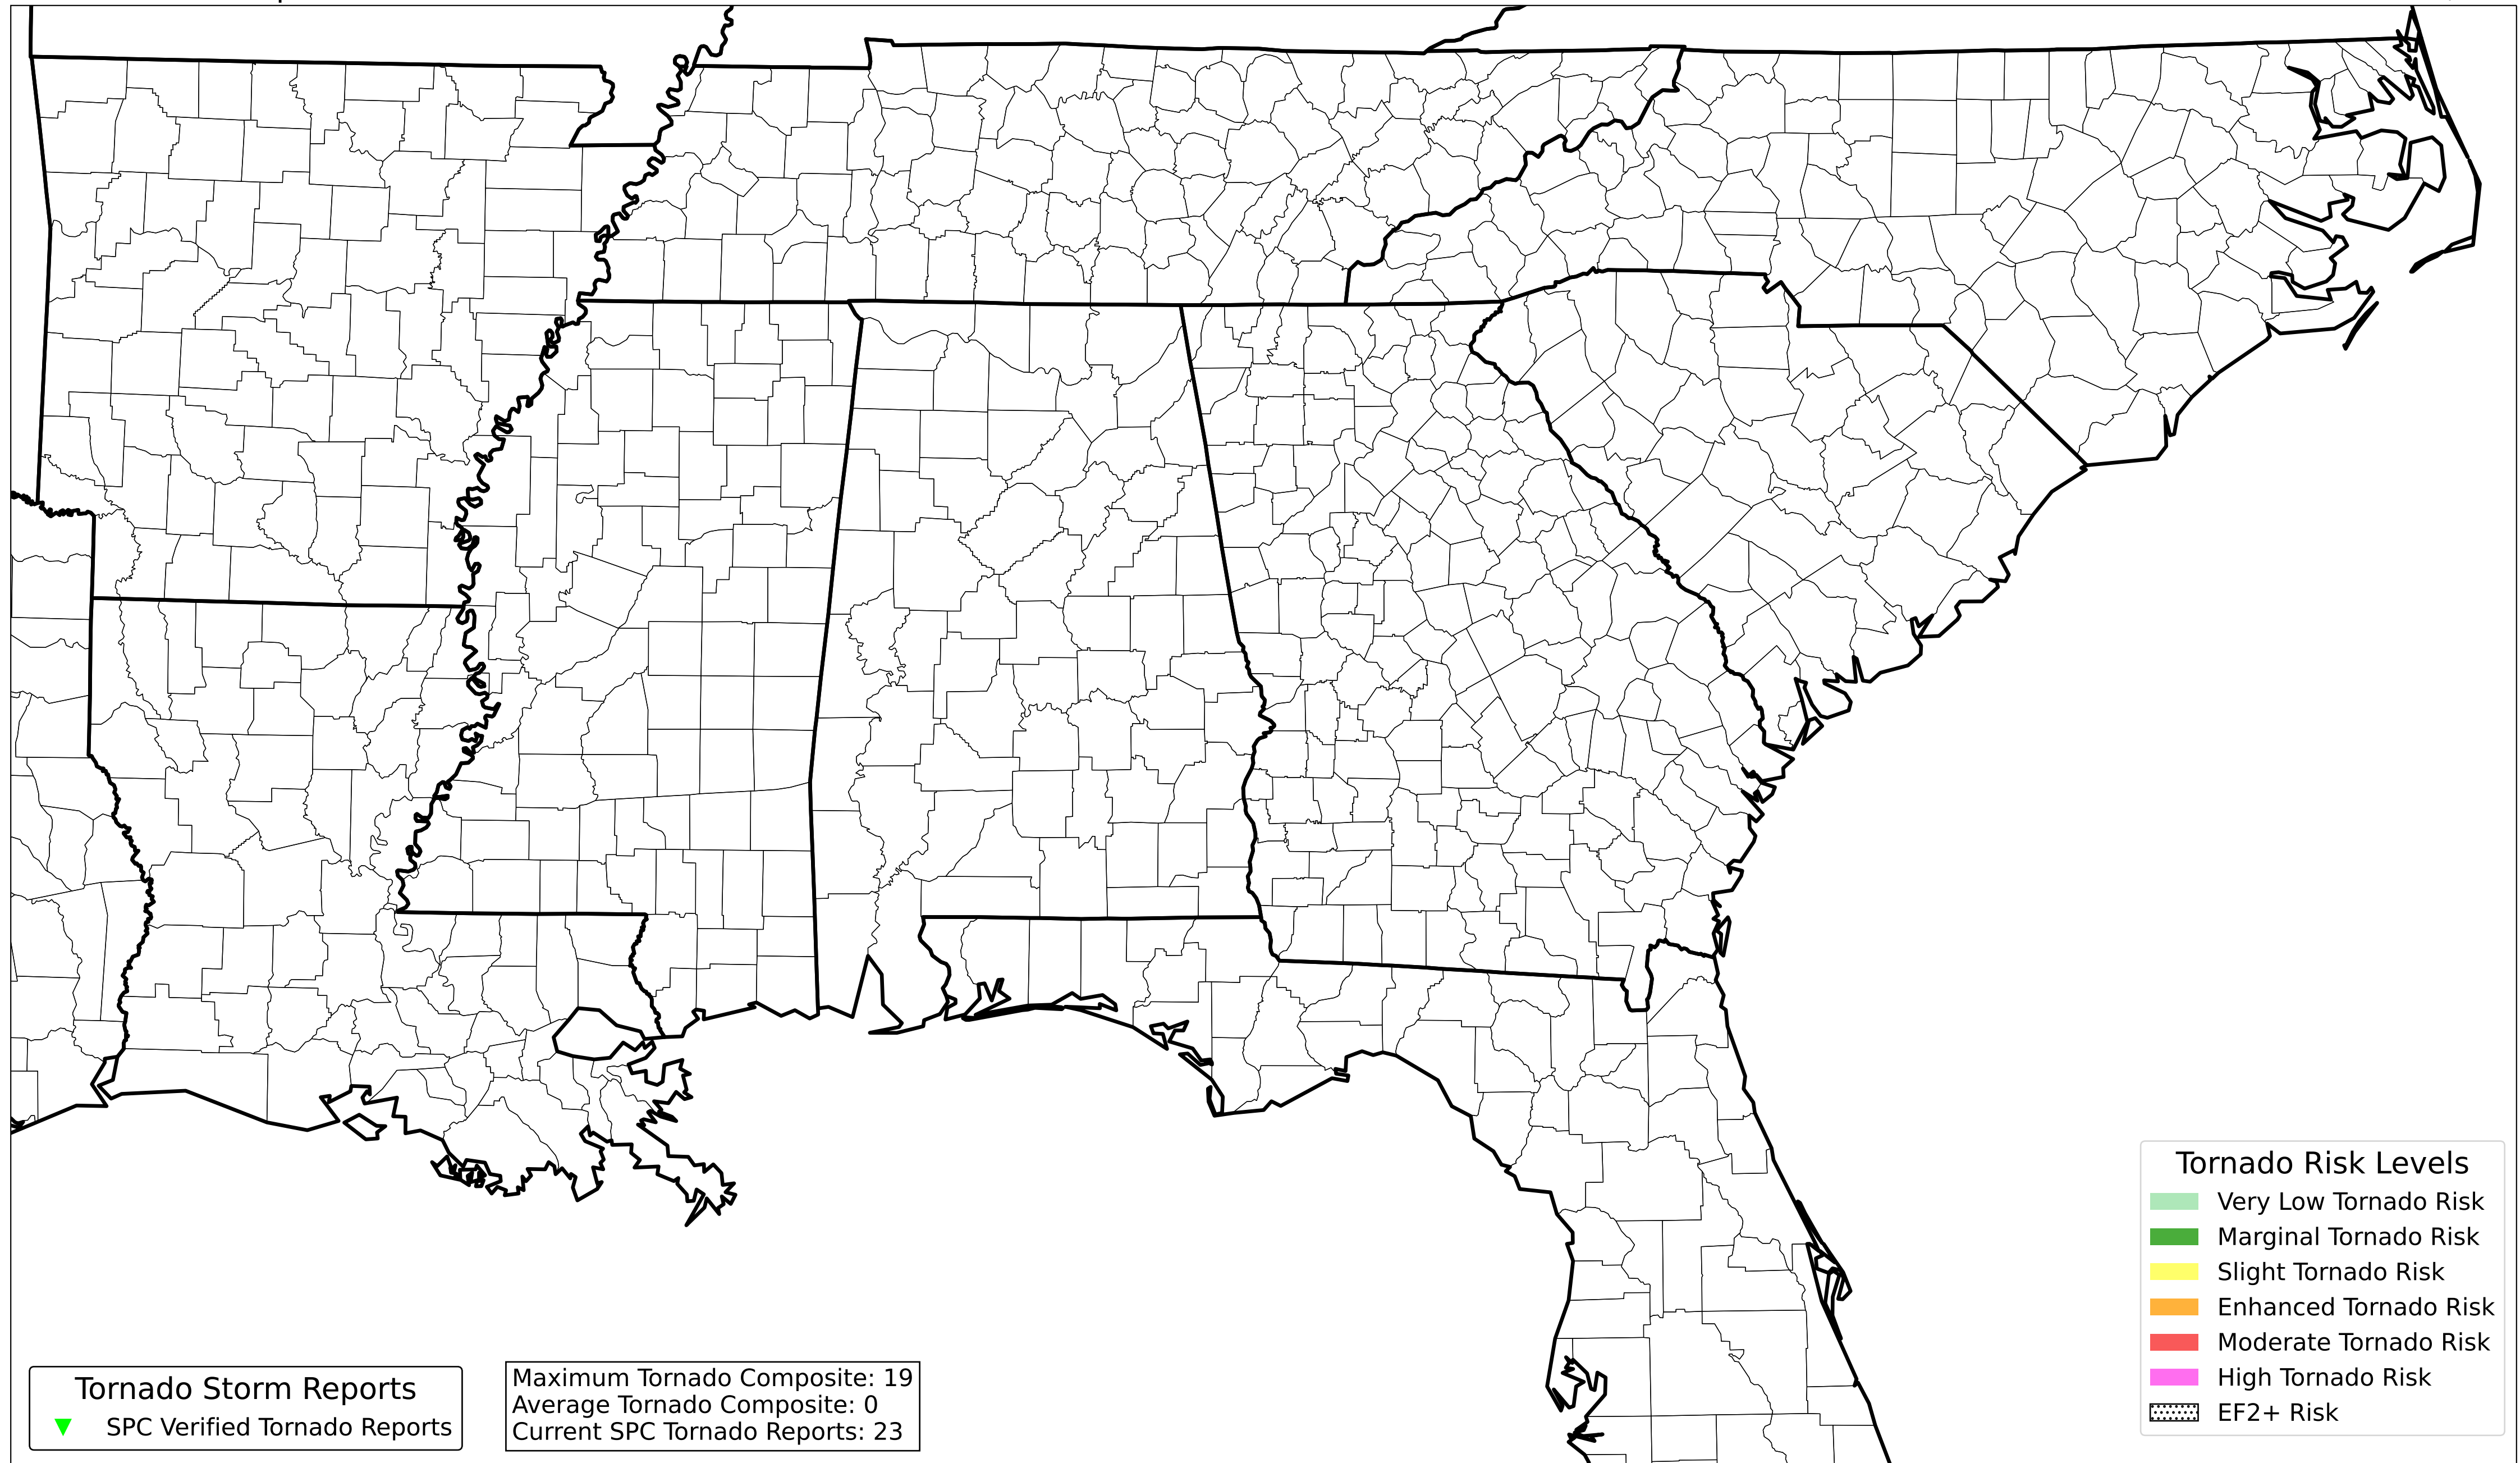 Tornado Risk Levels
Very Low Tornado Risk
Marginal Tornado Risk
Slight Tornado Risk
Enhanced Tornado Risk
Moderate Tornado Risk
High Tornado Risk
EF2+ Risk
Tornado Storm Reports
SPC Verified Tornado Reports
Maximum Tornado Composite: 19
Average Tornado Composite: 0
Current SPC Tornado Reports: 23